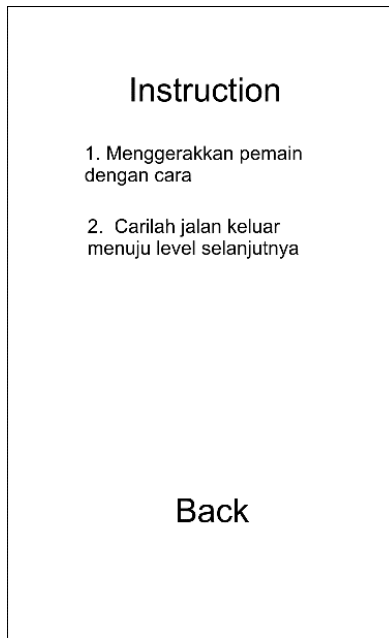 Instruction
1. Menggerakkan pemain
dengan cara
2. Carilah jalan keluar
menuju level selanjutnya
Back